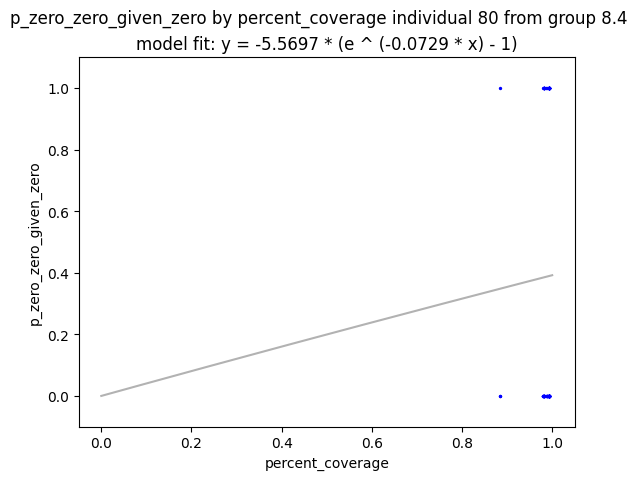 p_zero_zero_given_zero by percent_coverage individual 80 from group 8.4
model fit: y = -5.5697 * (e ^ (-0.0729 * x) - 1)
p_zero_zero_given_zero
1.0
0.8
0.6
0.4
0.2
0.0
0.0 0.2 0.4 0.6 0.8 1.0
percent_coverage